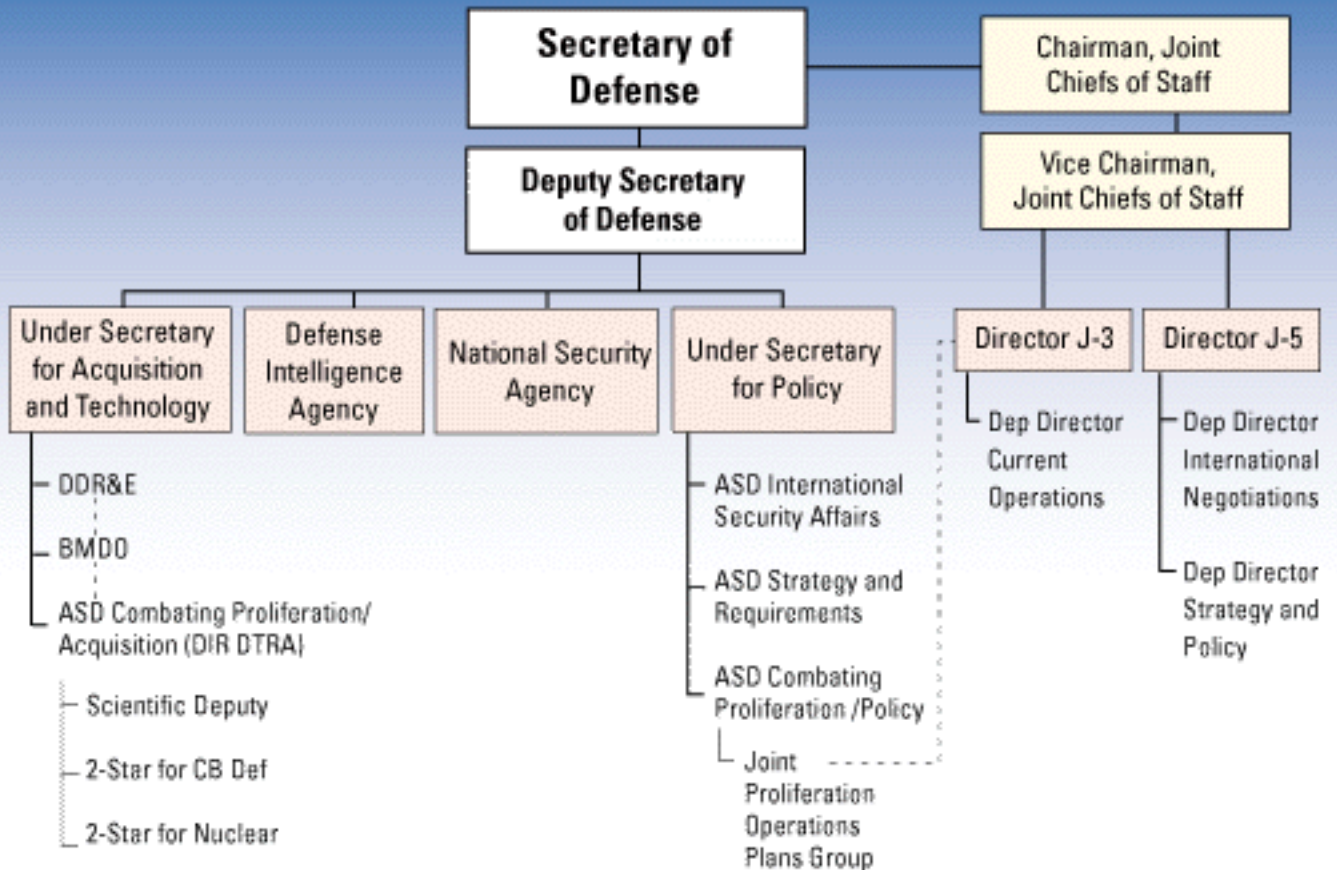 Secretary of
Defense
Chairman, Joint
Chiefs of Staff
Deputy Secretary
of Defense
Vice Chairman,
Joint Chiefs of Staff
Under Secretary
for Acquisition
and Technology
Defense
Intelligence
Agency
National Security
Agency
Under Secretary
for Policy
Director J-3
Director J-5
DDR&E
BMDO
ASD Combating Proliferation/
Acquisition (DIR DTRA)
Scientific Deputy
2-Star for CB Def
2-Star for Nuclear
ASD International
Security Affairs
ASD Strategy and
Requirements
ASD Combating
Proliferation /Policy
Joint
Proliferation
Operations
Plans Group
Dep Director
Current
Operations
Dep Director
International
Negotiations
Dep Director
Strategy and
Policy